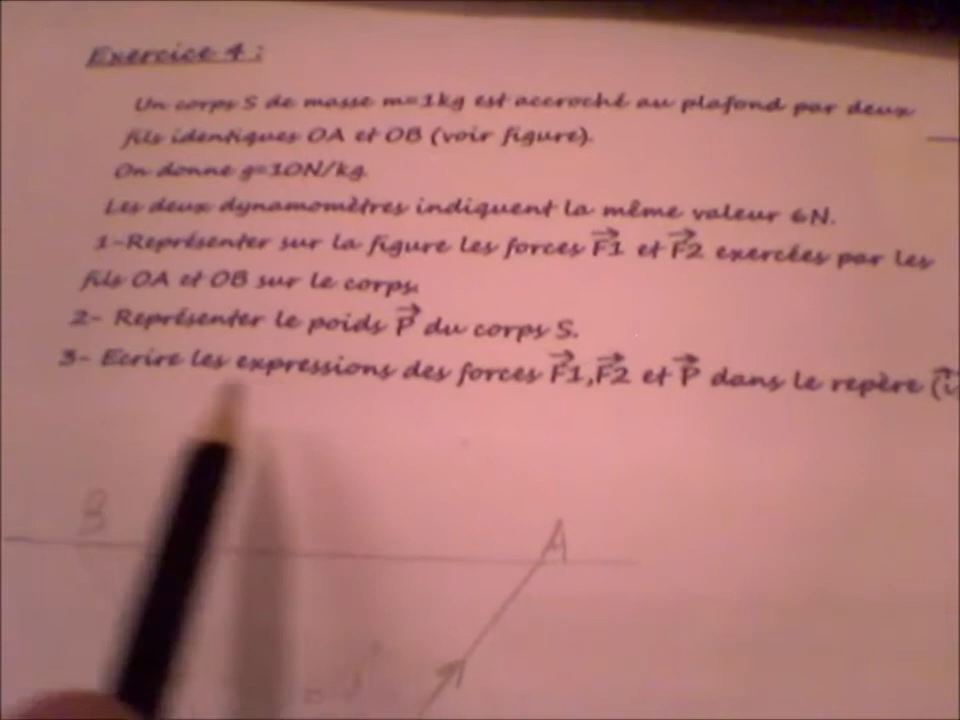 Exercice 4 :
Un corps S de masse m=1kg est accroché au plafond par deux
fils identiques OA et OB (voir figure).
On donne g=10N/kg
Les deux dynamomètres indiquent la même valeur 6N.
1-Représenter sur la figure les forces F1 et F2 exercées par les
fils OA et OB sur le corps.
2- Représenter le poids P du corps S.
3- Ecrire les expressions des forces F1,F2 et P dans le repère (i
B
A